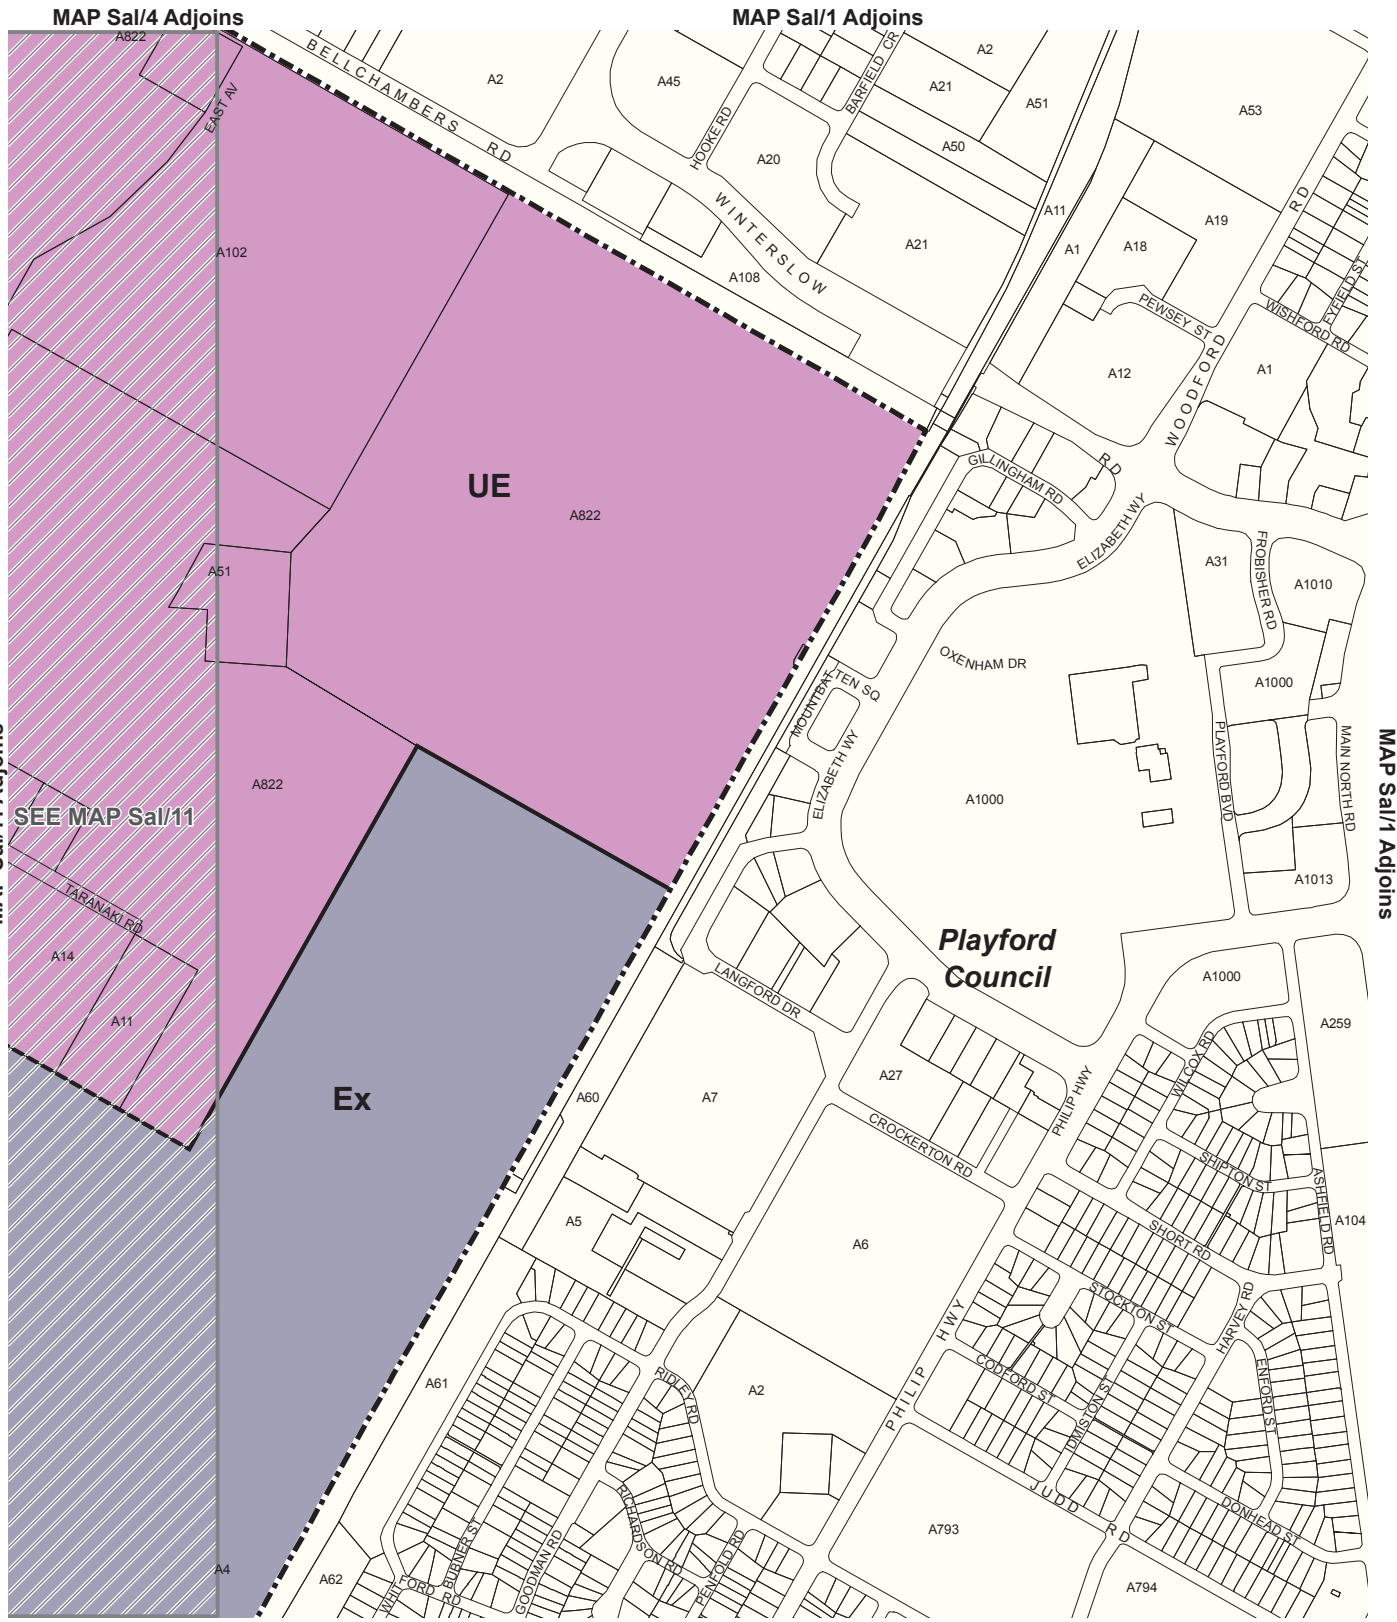 MAP Sal/4 Adjoins
MAP Sal/1 Adjoins
A822
BELLCHAMBERS RD
EAST AV
A2
A45
HOOKE RD
BARFIELD CR
A2
A21
A51
A50
A20
A53
RD
A102
WINTERSLOW
A108
A21
A11
A1
A18
A19
PEWSEY ST
WISHFORD RD
FYFIELD ST
WOODFORD
A12
A1
RD
GILLINGHAM RD
UE
A822
ELIZABETH WY
A31
FROBISHER RD
A1010
A51
OXENHAM DR
MOUNTBATTEN SQ
ELIZABETH WY
A1000
PLAYFORD BVD
MAIN NORTH RD
MAP Sal/1 Adjoins
A822
A1000
SEE MAP Sal/11
TARANAKI RD
A1013
A14
A11
Playford
Council
LANGFORD DR
A1000
A259
WILCOX RD
Ex
A60
A7
A27
PHILIP HWY
CROCKERTON RD
SHIPTON ST
ASHFIELD RD
A104
A5
A6
SHORT RD
STOCKTON ST
HARVEY RD
PHILIP HWY
CODFORD ST
IDMISTON ST
ENFORD ST
A61
RIDLEY RD
A2
JUDD RD
DONHEAD ST
RICHARDSON RD
PENFOLD RD
A793
A4
A62
WHITFORD RD
BUBNER ST
GOODMAN RD
A794